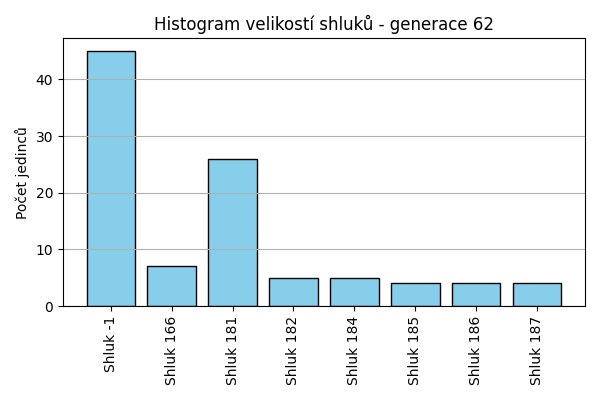 Histogram velikostí shluků - generace 62
Počet jedinců
40
30
20
10
0
Shluk -1
Shluk 166
Shluk 181
Shluk 182
Shluk 184
Shluk 185
Shluk 186
Shluk 187